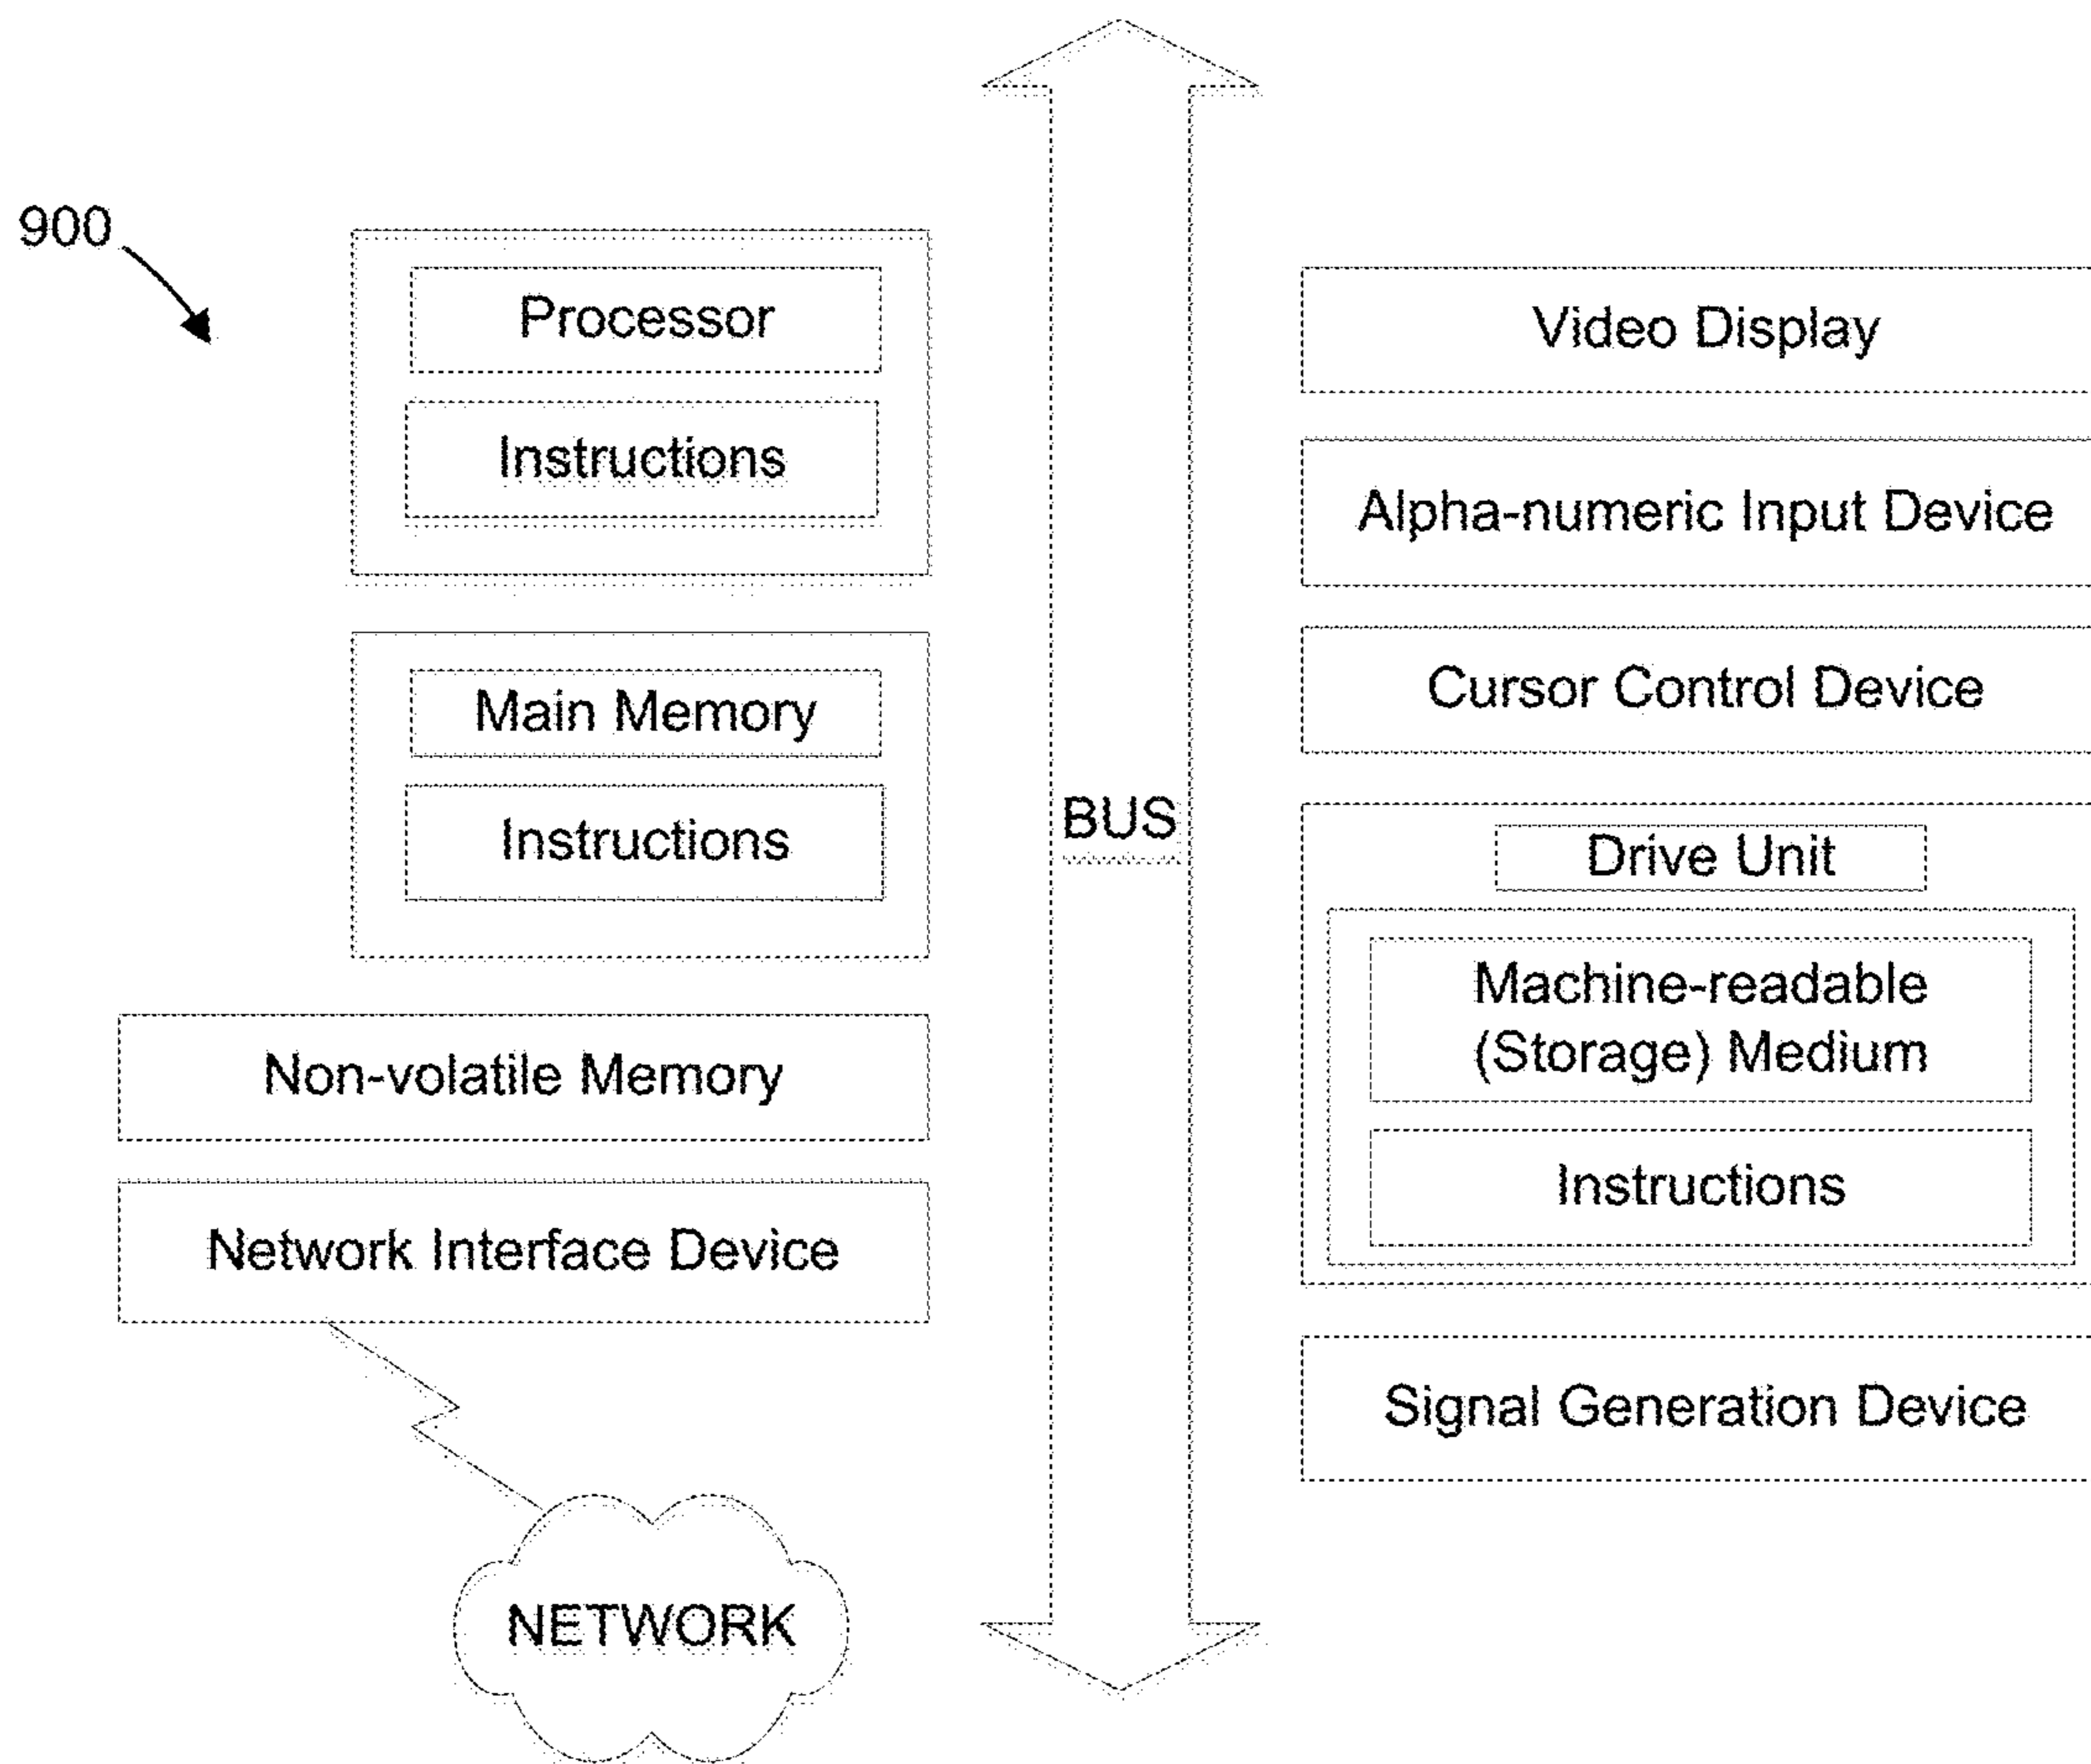 900
Processor
Instructions
Main Memory
Instructions
Non-volatile Memory
Network Interface Device
NETWORK
BUS
Video Display
Alpha-numeric Input Device
Cursor Control Device
Drive Unit
Machine-readable
(Storage) Medium
Instructions
Signal Generation Device